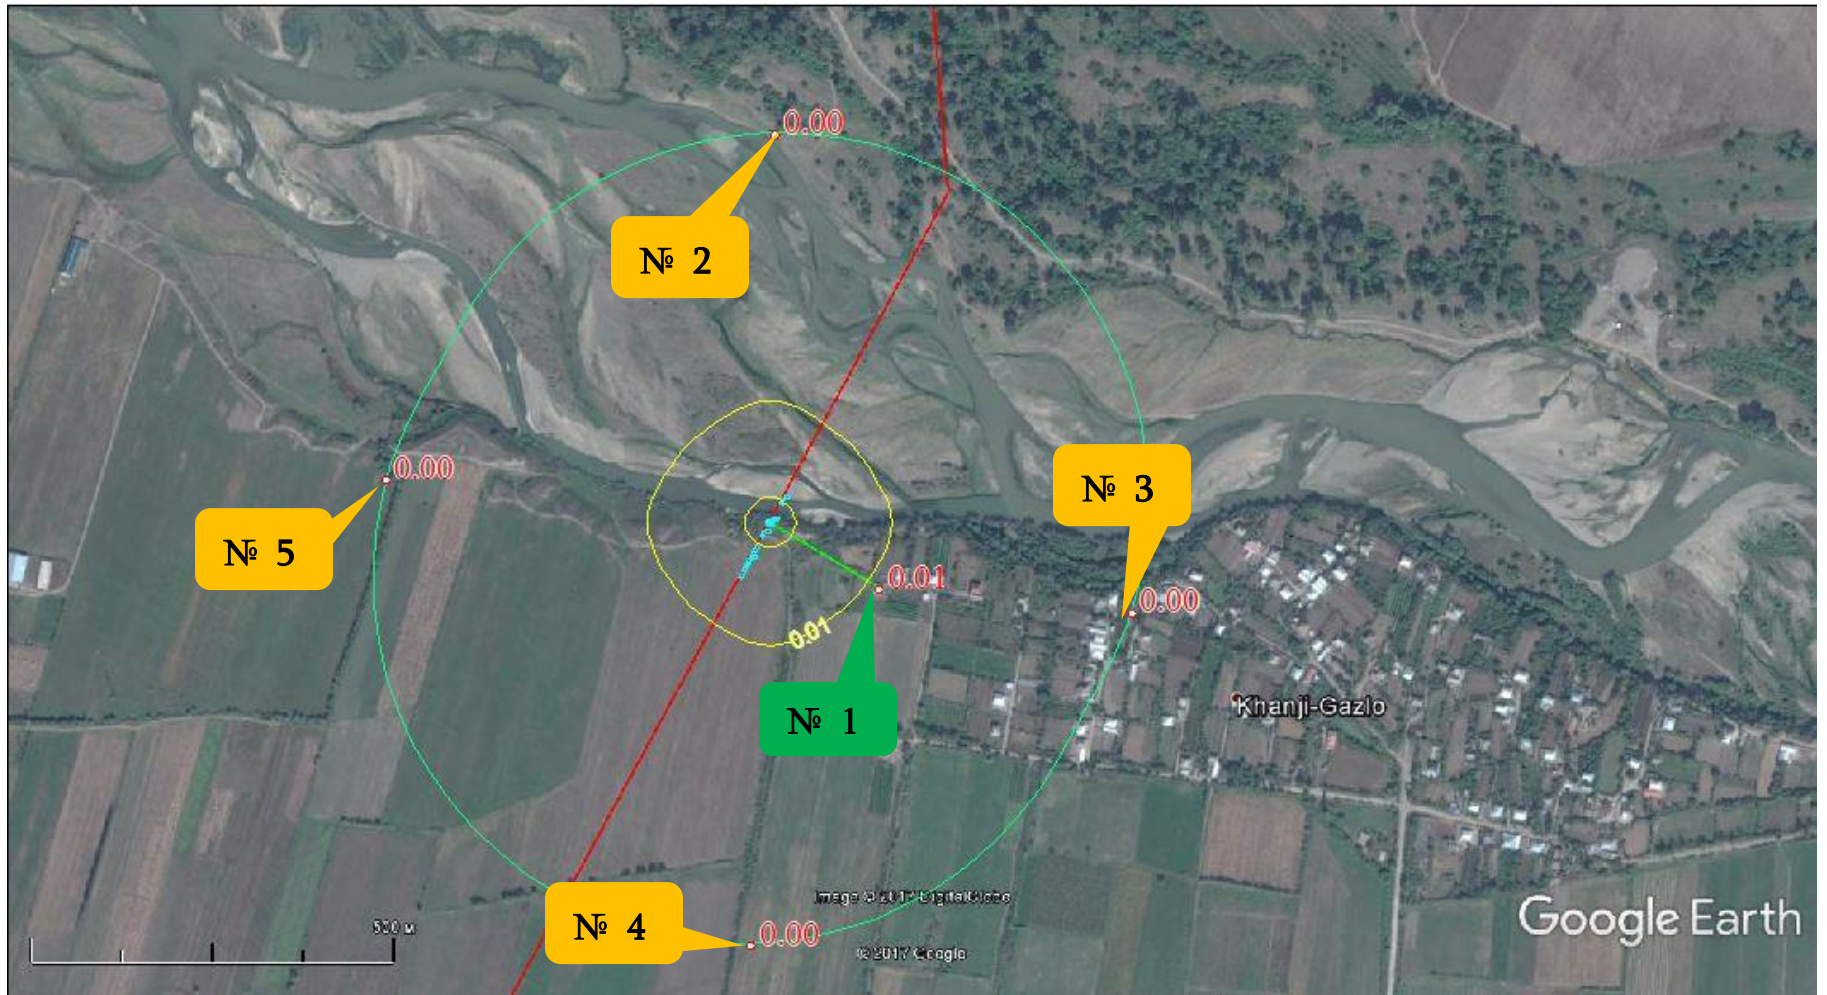 0.00
№ 2
0.00
№ 3
№ 5
0.01
0.00
0.01
№ 1
Khanji-Gazlo
Image © 2017 DigitalGlobe
500 м
№ 4
0.00
© 2017 Google
Google Earth